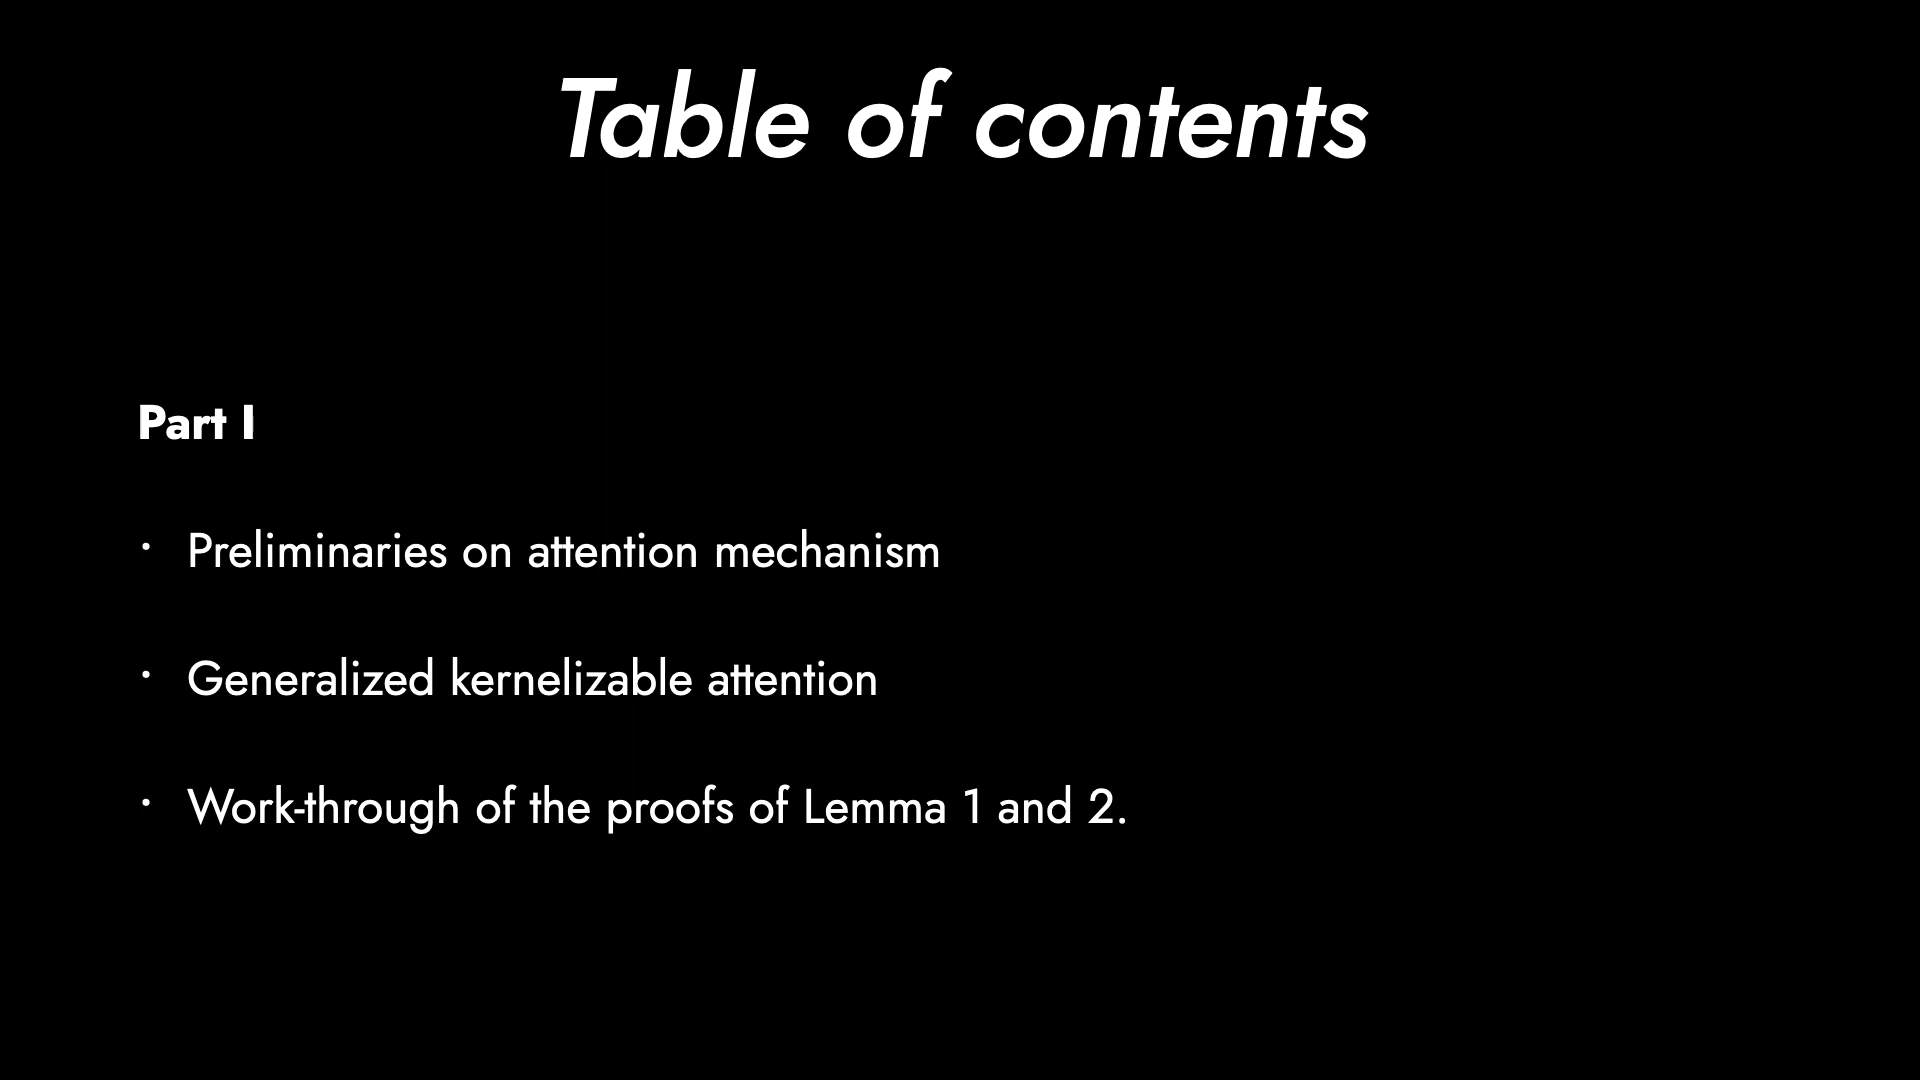 Table of contents
Part I
• Preliminaries on attention mechanism
• Generalized kernelizable attention
• Work-through of the proofs of Lemma 1 and 2.